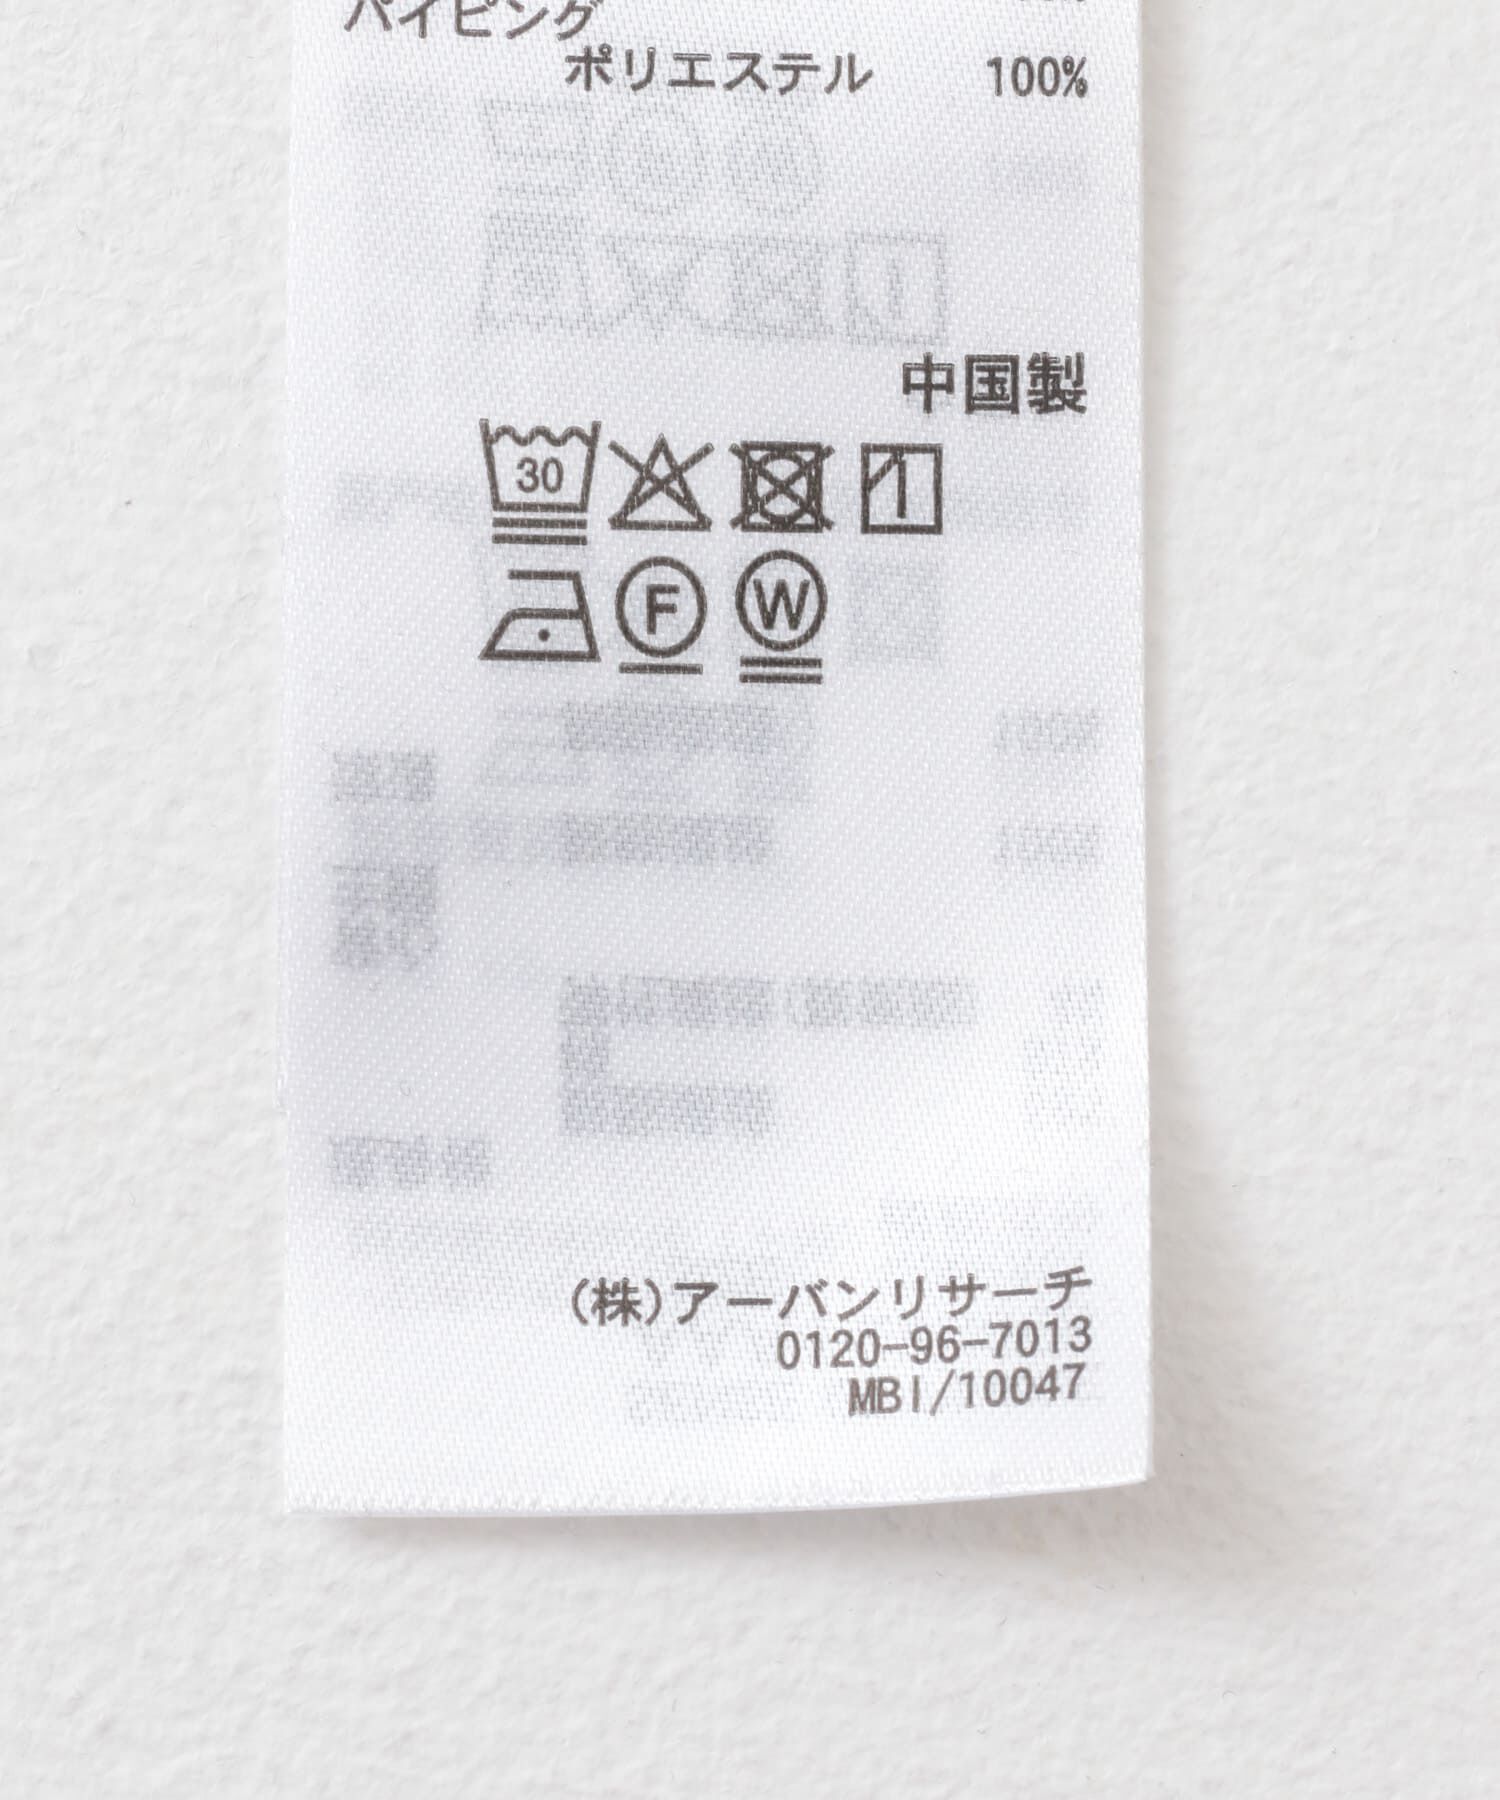 パイピング
ポリエステル 100%
中国製
30
F W
(株)アーバンリサーチ
0120-96-7013
MBI/10047